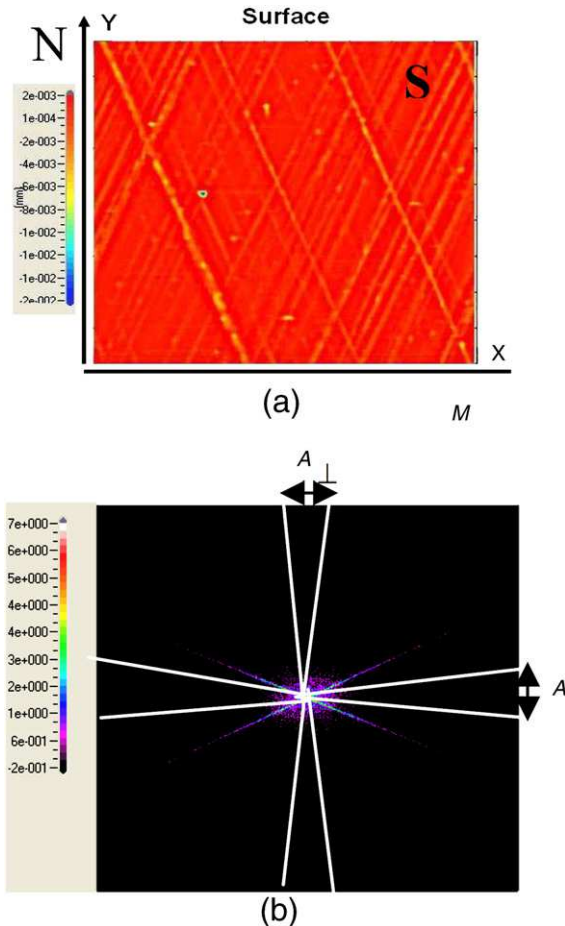 Surface
Y
N
S
2e-003
1e-004
-2e-003
-4e-003
-6e-003
(mm)
-8e-003
-1e-002
-1e-002
-1e-002
-2e-002
X
(a)
M
A
⊥
7e+000
6e+000
5e+000
4e+000
3e+000
2e+000
1e+000
6e-001
-2e-001
A
(b)